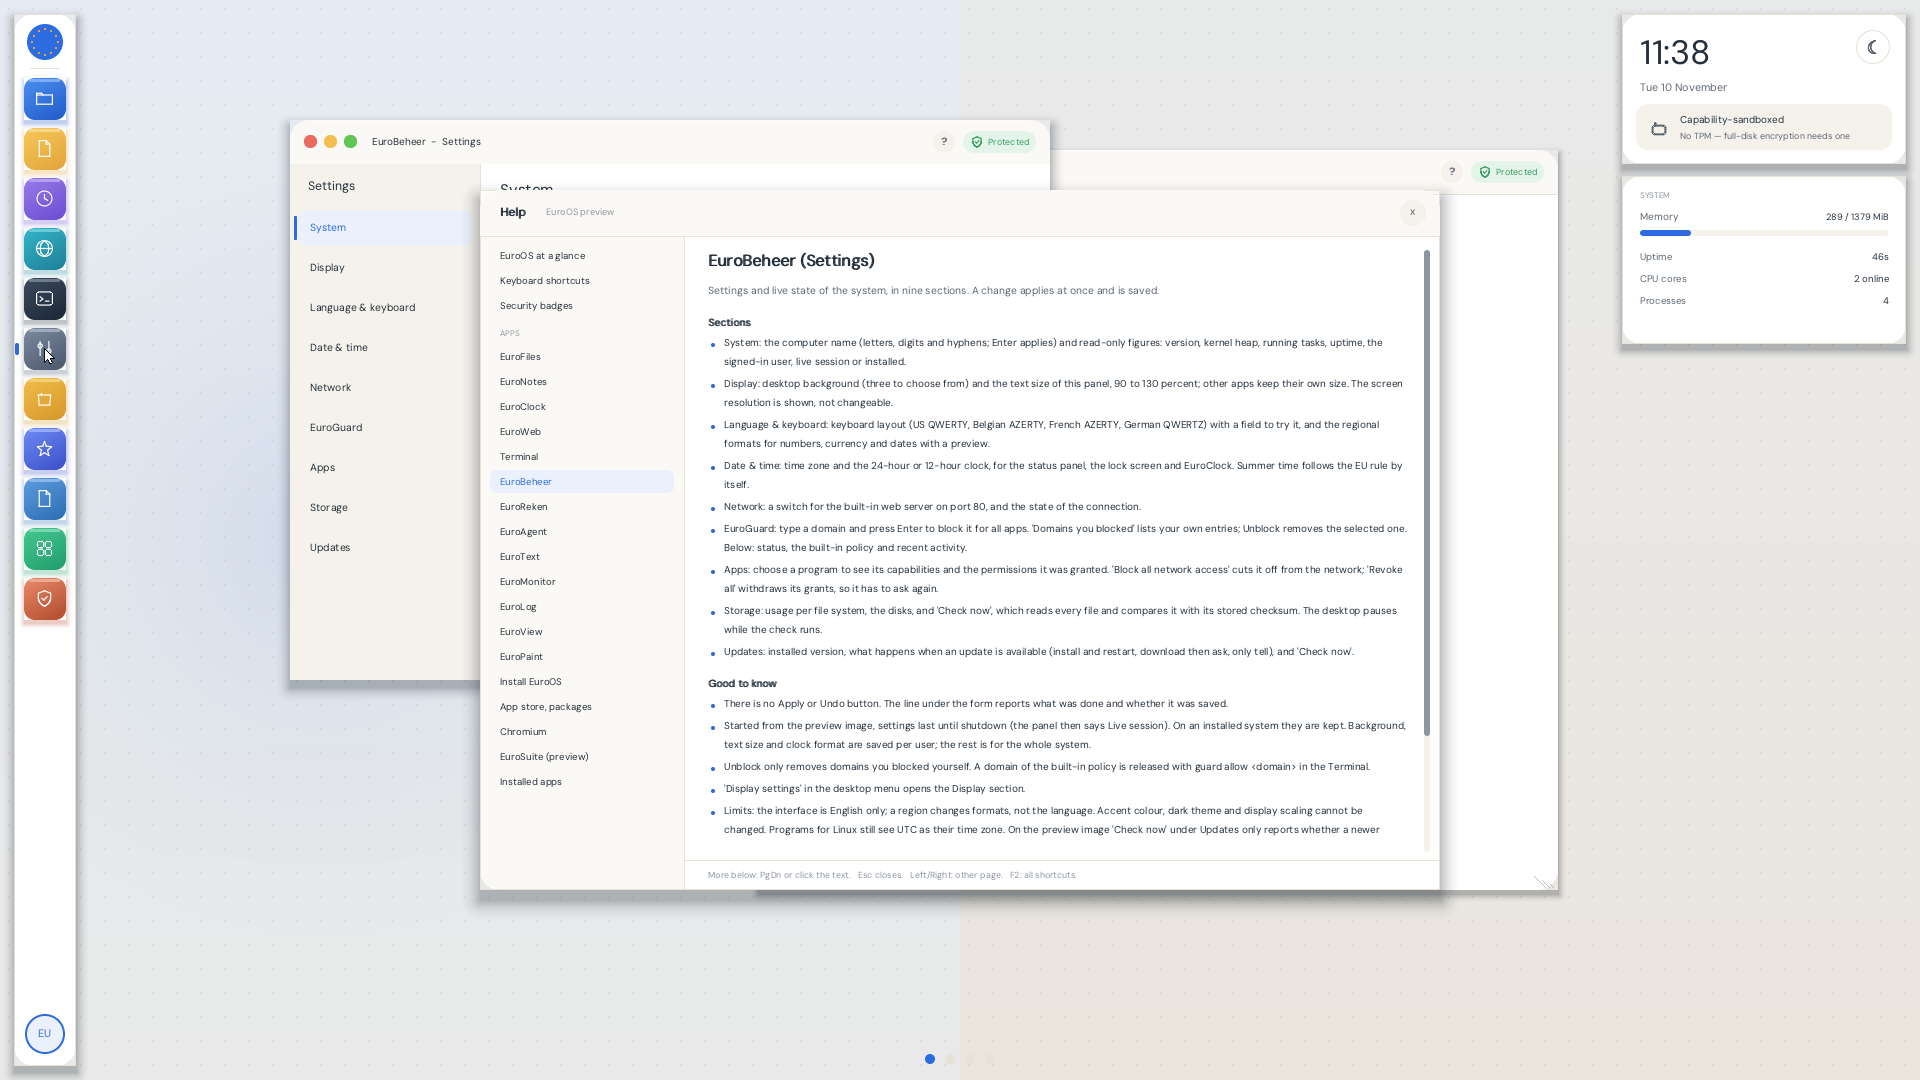 EuroBeheer - Settings
?
Protected
Settings
System
Display
Language & keyboard
Date & time
Network
EuroGuard
Apps
Storage
Updates
System
?
Protected
Help
EuroOS preview
x
EuroOS at a glance
Keyboard shortcuts
Security badges
APPS
EuroFiles
EuroNotes
EuroClock
EuroWeb
Terminal
EuroBeheer
EuroReken
EuroAgent
EuroText
EuroMonitor
EuroLog
EuroView
EuroPaint
Install EuroOS
App store, packages
Chromium
EuroSuite (preview)
Installed apps
EuroBeheer (Settings)
Settings and live state of the system, in nine sections. A change applies at once and is saved.
Sections
System: the computer name (letters, digits and hyphens; Enter applies) and read-only figures: version, kernel heap, running tasks, uptime, the
signed-in user, live session or installed.
Display: desktop background (three to choose from) and the text size of this panel, 90 to 130 percent; other apps keep their own size. The screen
resolution is shown, not changeable.
Language & keyboard: keyboard layout (US QWERTY, Belgian AZERTY, French AZERTY, German QWERTZ) with a field to try it, and the regional
formats for numbers, currency and dates with a preview.
Date & time: time zone and the 24-hour or 12-hour clock, for the status panel, the lock screen and EuroClock. Summer time follows the EU rule by
itself.
Network: a switch for the built-in web server on port 80, and the state of the connection.
EuroGuard: type a domain and press Enter to block it for all apps. 'Domains you blocked' lists your own entries; Unblock removes the selected one.
Below: status, the built-in policy and recent activity.
Apps: choose a program to see its capabilities and the permissions it was granted. 'Block all network access' cuts it off from the network; 'Revoke
all' withdraws its grants, so it has to ask again.
Storage: usage per file system, the disks, and 'Check now', which reads every file and compares it with its stored checksum. The desktop pauses
while the check runs.
Updates: installed version, what happens when an update is available (install and restart, download then ask, only tell), and 'Check now'.
Good to know
There is no Apply or Undo button. The line under the form reports what was done and whether it was saved.
Started from the preview image, settings last until shutdown (the panel then says Live session). On an installed system they are kept. Background,
text size and clock format are saved per user; the rest is for the whole system.
Unblock only removes domains you blocked yourself. A domain of the built-in policy is released with guard allow <domain> in the Terminal.
'Display settings' in the desktop menu opens the Display section.
Limits: the interface is English only; a region changes formats, not the language. Accent colour, dark theme and display scaling cannot be
changed. Programs for Linux still see UTC as their time zone. On the preview image 'Check now' under Updates only reports whether a newer
More below: PgDn or click the text. Esc closes. Left/Right: other page. F2: all shortcuts.
11:38
Tue 10 November
Capability-sandboxed
No TPM — full-disk encryption needs one
SYSTEM
Memory
289 / 1379 MiB
Uptime
46s
CPU cores
2 online
Processes
4
EU